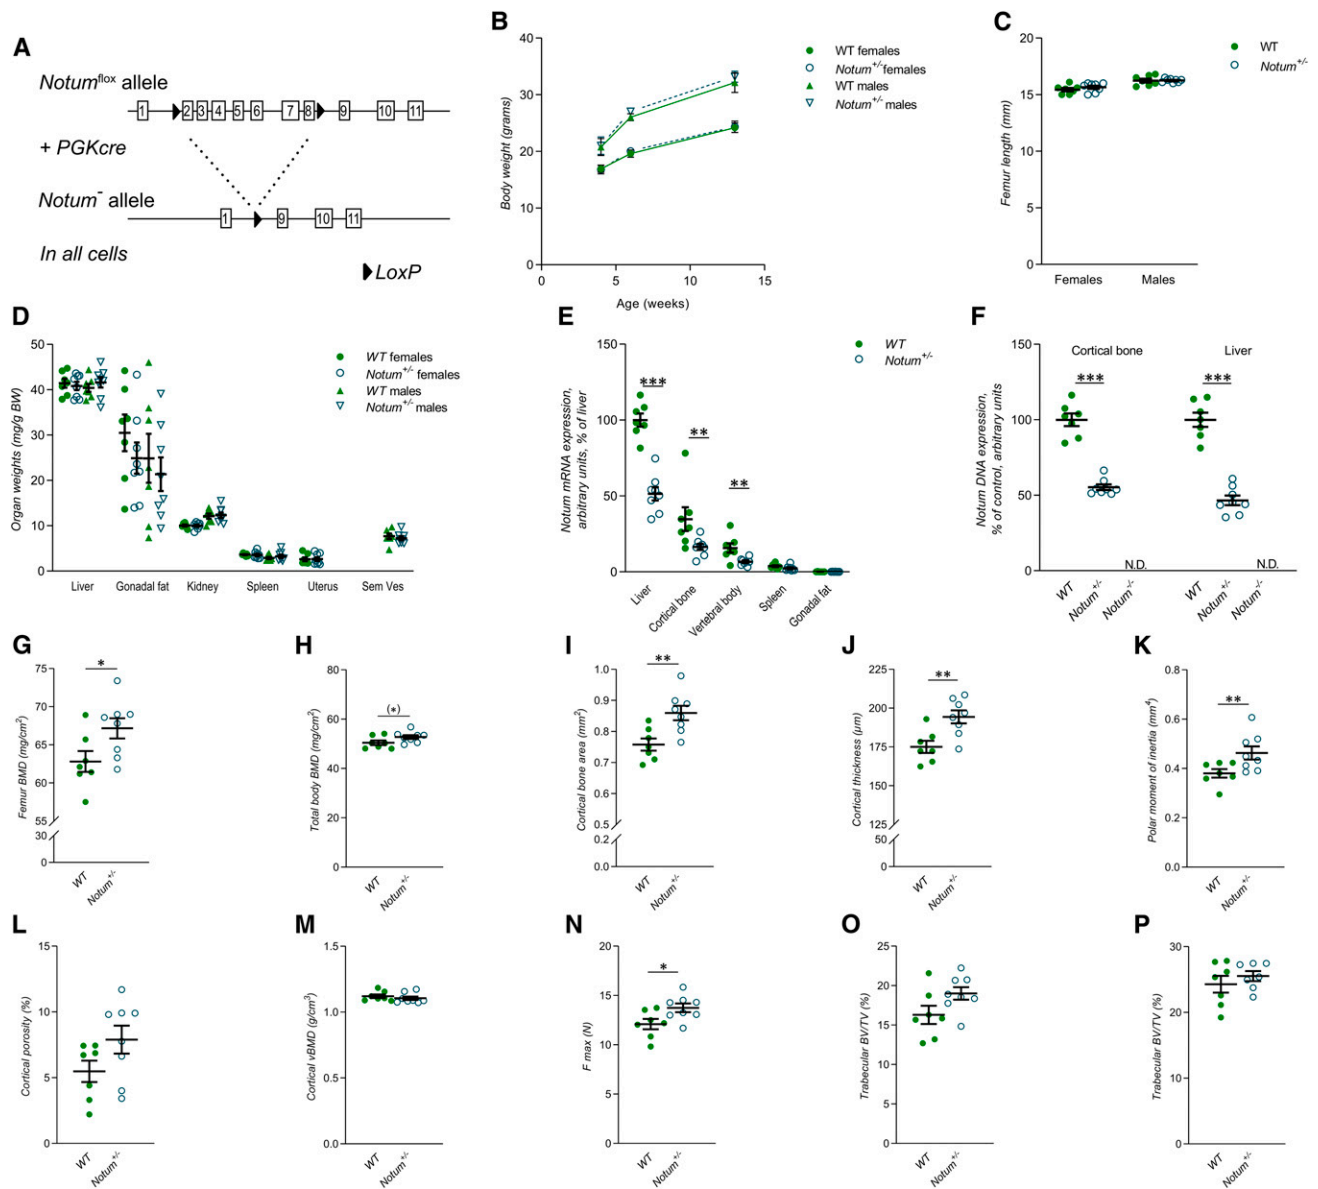 A
Notum^flox allele
1 2 3 4 5 6 7 8 9 10 11
+ PGKcre
Notum^- allele
1 9 10 11
In all cells
LoxP
B
Body weight (grams)
40
30
20
10
0
0 5 10 15
Age (weeks)
WT females
Notum+/- females
WT males
Notum+/- males
C
Femur length (mm)
20
15
10
5
0
Females Males
WT
Notum+/-
D
Organ weights (mg/g BW)
50
40
30
20
10
0
Liver Gonadal fat Kidney Spleen Uterus Sem Ves
WT females
Notum+/- females
WT males
Notum+/- males
E
Notum mRNA expression,
arbitrary units, % of liver
150
100
50
0
***
**
**
Liver
Cortical bone
Vertebral body
Spleen
Gonadal fat
WT
Notum+/-
F
Notum DNA expression,
% of control, arbitrary units
150
100
50
0
Cortical bone Liver
*** ***
N.D. N.D.
WT Notum+/- Notum-/- WT Notum+/- Notum-/-
G
Femur BMD (mg/cm2)
75
70
65
60
55
30
0
*
WT Notum+/-
H
Total body BMD (mg/cm2)
80
60
40
20
0
(*)
WT Notum+/-
I
Cortical bone area (mm2)
1.0
0.9
0.8
0.7
0.6
0.5
0.2
0.0
**
WT Notum+/-
J
Cortical thickness (µm)
225
200
175
150
125
50
0
**
WT Notum+/-
K
Polar moment of inertia (mm4)
0.8
0.6
0.4
0.2
0.0
**
WT Notum+/-
L
Cortical porosity (%)
15
10
5
0
WT Notum+/-
M
Cortical vBMD (g/cm3)
1.5
1.0
0.5
0.0
WT Notum+/-
N
F max (N)
20
15
10
5
0
*
WT Notum+/-
O
Trabecular BV/TV (%)
25
20
15
10
5
0
WT Notum+/-
P
Trabecular BV/TV (%)
30
20
10
0
WT Notum+/-